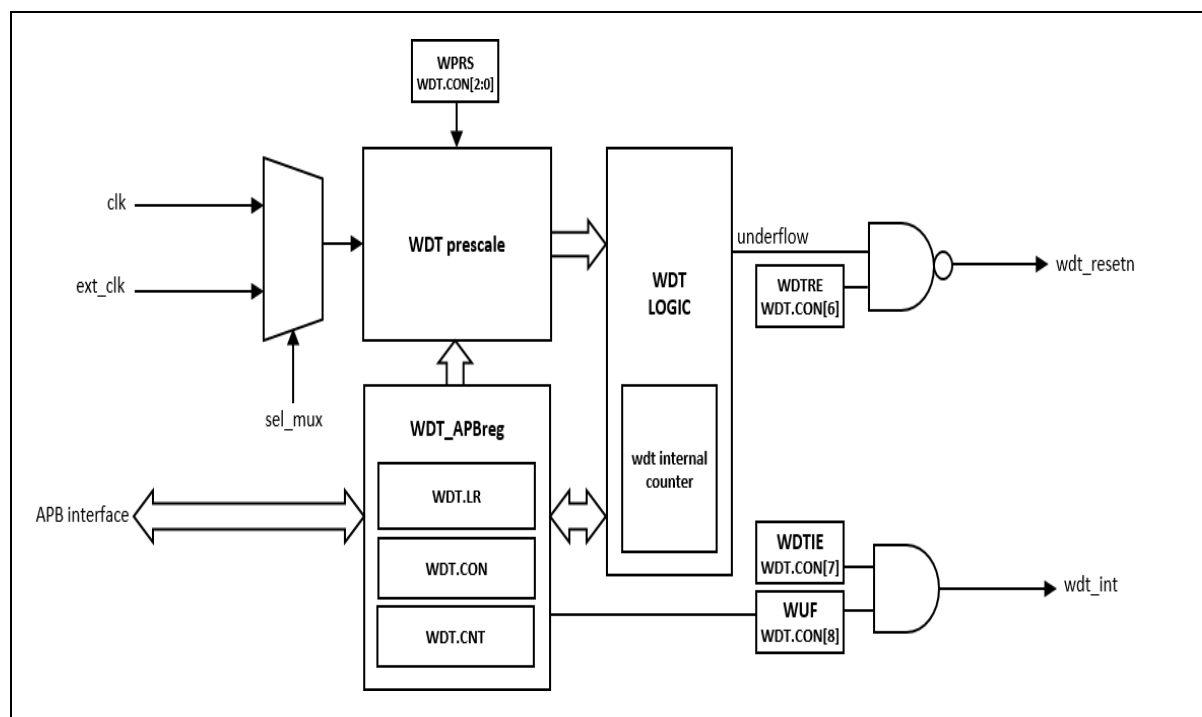 WPRS
WDT.CON[2:0]
clk
ext_clk
sel_mux
WDT prescale
WDT
LOGIC
wdt internal
counter
underflow
WDTRE
WDT.CON[6]
wdt_resetn
WDT_APBreg
WDT.LR
WDT.CON
WDT.CNT
APB interface
WDTIE
WDT.CON[7]
WUF
WDT.CON[8]
wdt_int